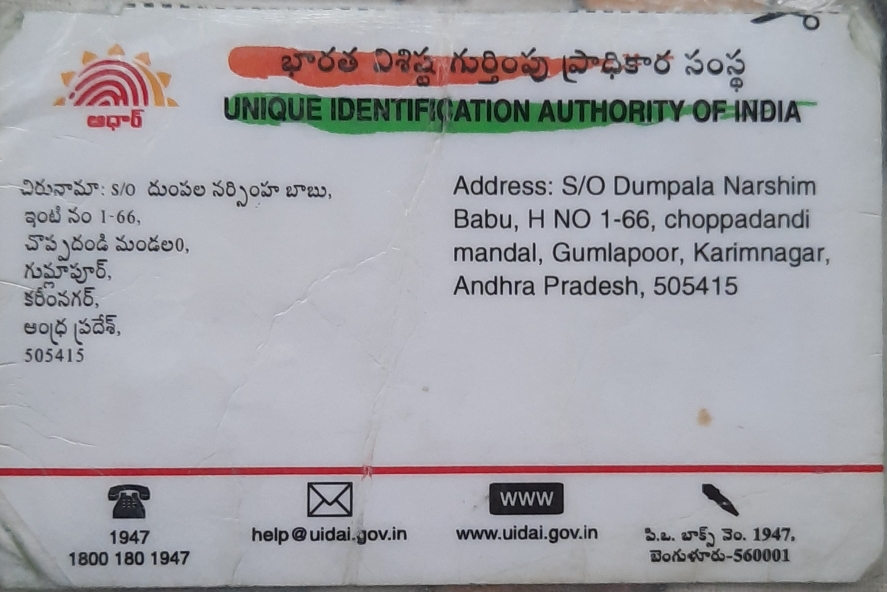 భారత విశిష్ట గుర్తింపు ప్రాధికార సంస్థ
UNIQUE IDENTIFICATION AUTHORITY OF INDIA
ఆధార్
చిరునామా: S/O దుంపల నర్సింహ బాబు,
ఇంటి నం 1-66,
చొప్పదండి మండల0,
గుమ్లాపూర్,
కరీంనగర్,
ఆంధ్ర ప్రదేశ్,
505415
Address: S/O Dumpala Narshim
Babu, H NO 1-66, choppadandi
mandal, Gumlapoor, Karimnagar,
Andhra Pradesh, 505415
1947
1800 180 1947
help@uidai.gov.in
www
www.uidai.gov.in
పి.ఒ. బాక్స్ నెం. 1947,
బెంగుళూరు-560001